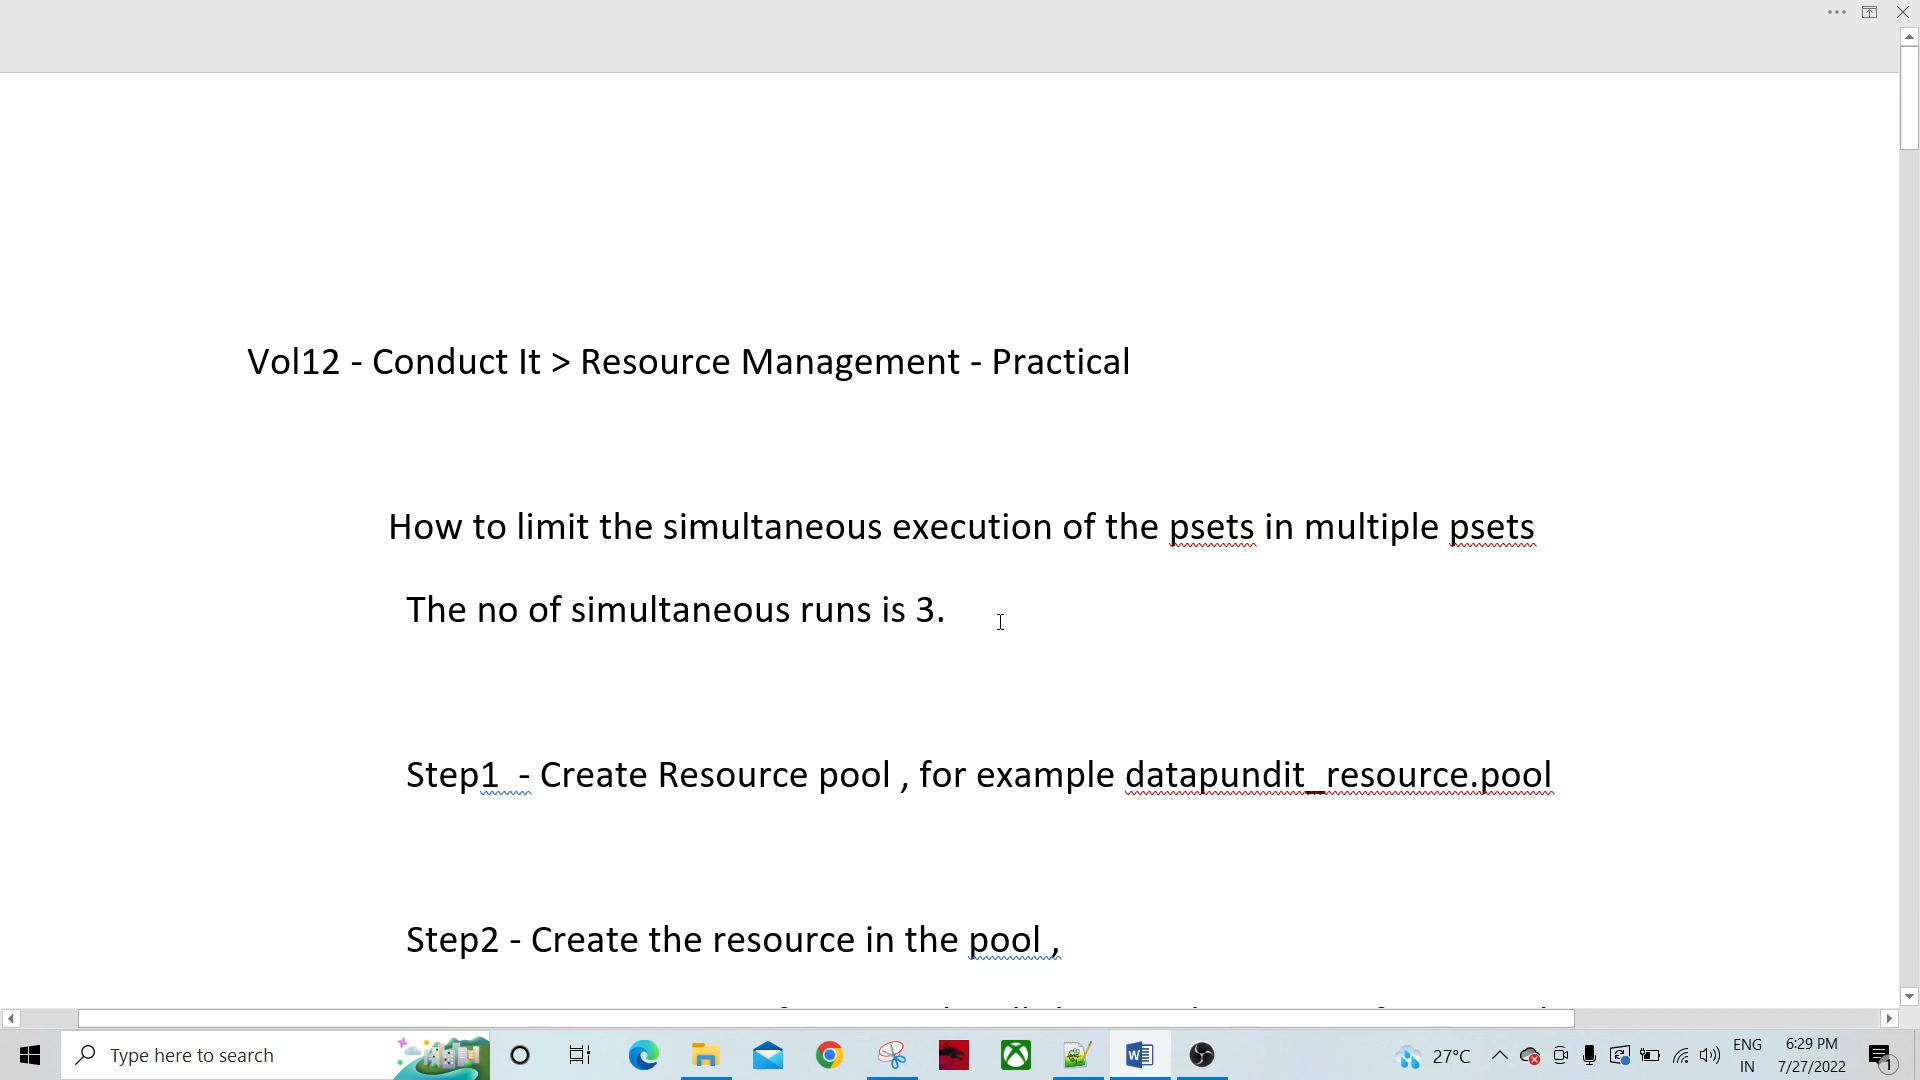 Vol12 - Conduct It > Resource Management - Practical
How to limit the simultaneous execution of the psets in multiple psets
The no of simultaneous runs is 3.
Step1  - Create Resource pool , for example datapundit_resource.pool
Step2 - Create the resource in the pool ,
Type here to search
27°C
ENG
IN
6:29 PM
7/27/2022
1